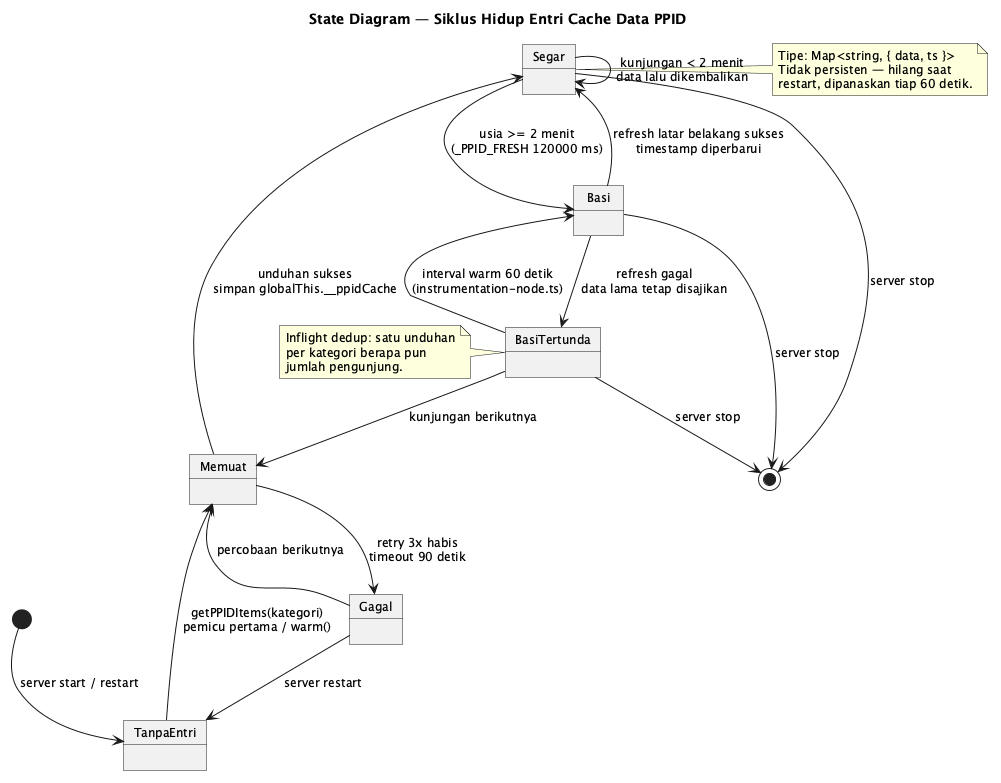 State Diagram — Siklus Hidup Entri Cache Data PPID
Segar
kunjungan < 2 menit
data lalu dikembalikan
Tipe: Map<string, { data, ts }>
Tidak persisten — hilang saat
restart, dipanaskan tiap 60 detik.
usia >= 2 menit
(_PPID_FRESH 120000 ms)
refresh latar belakang sukses
timestamp diperbarui
Basi
unduhan sukses
simpan globalThis.__ppidCache
interval warm 60 detik
(instrumentation-node.ts)
refresh gagal
data lama tetap disajikan
server stop
Inflight dedup: satu unduhan
per kategori berapa pun
jumlah pengunjung.
BasiTertunda
server stop
kunjungan berikutnya
server stop
Memuat
percobaan berikutnya
retry 3x habis
timeout 90 detik
getPPIDItems(kategori)
pemicu pertama / warm()
Gagal
server start / restart
server restart
TanpaEntri